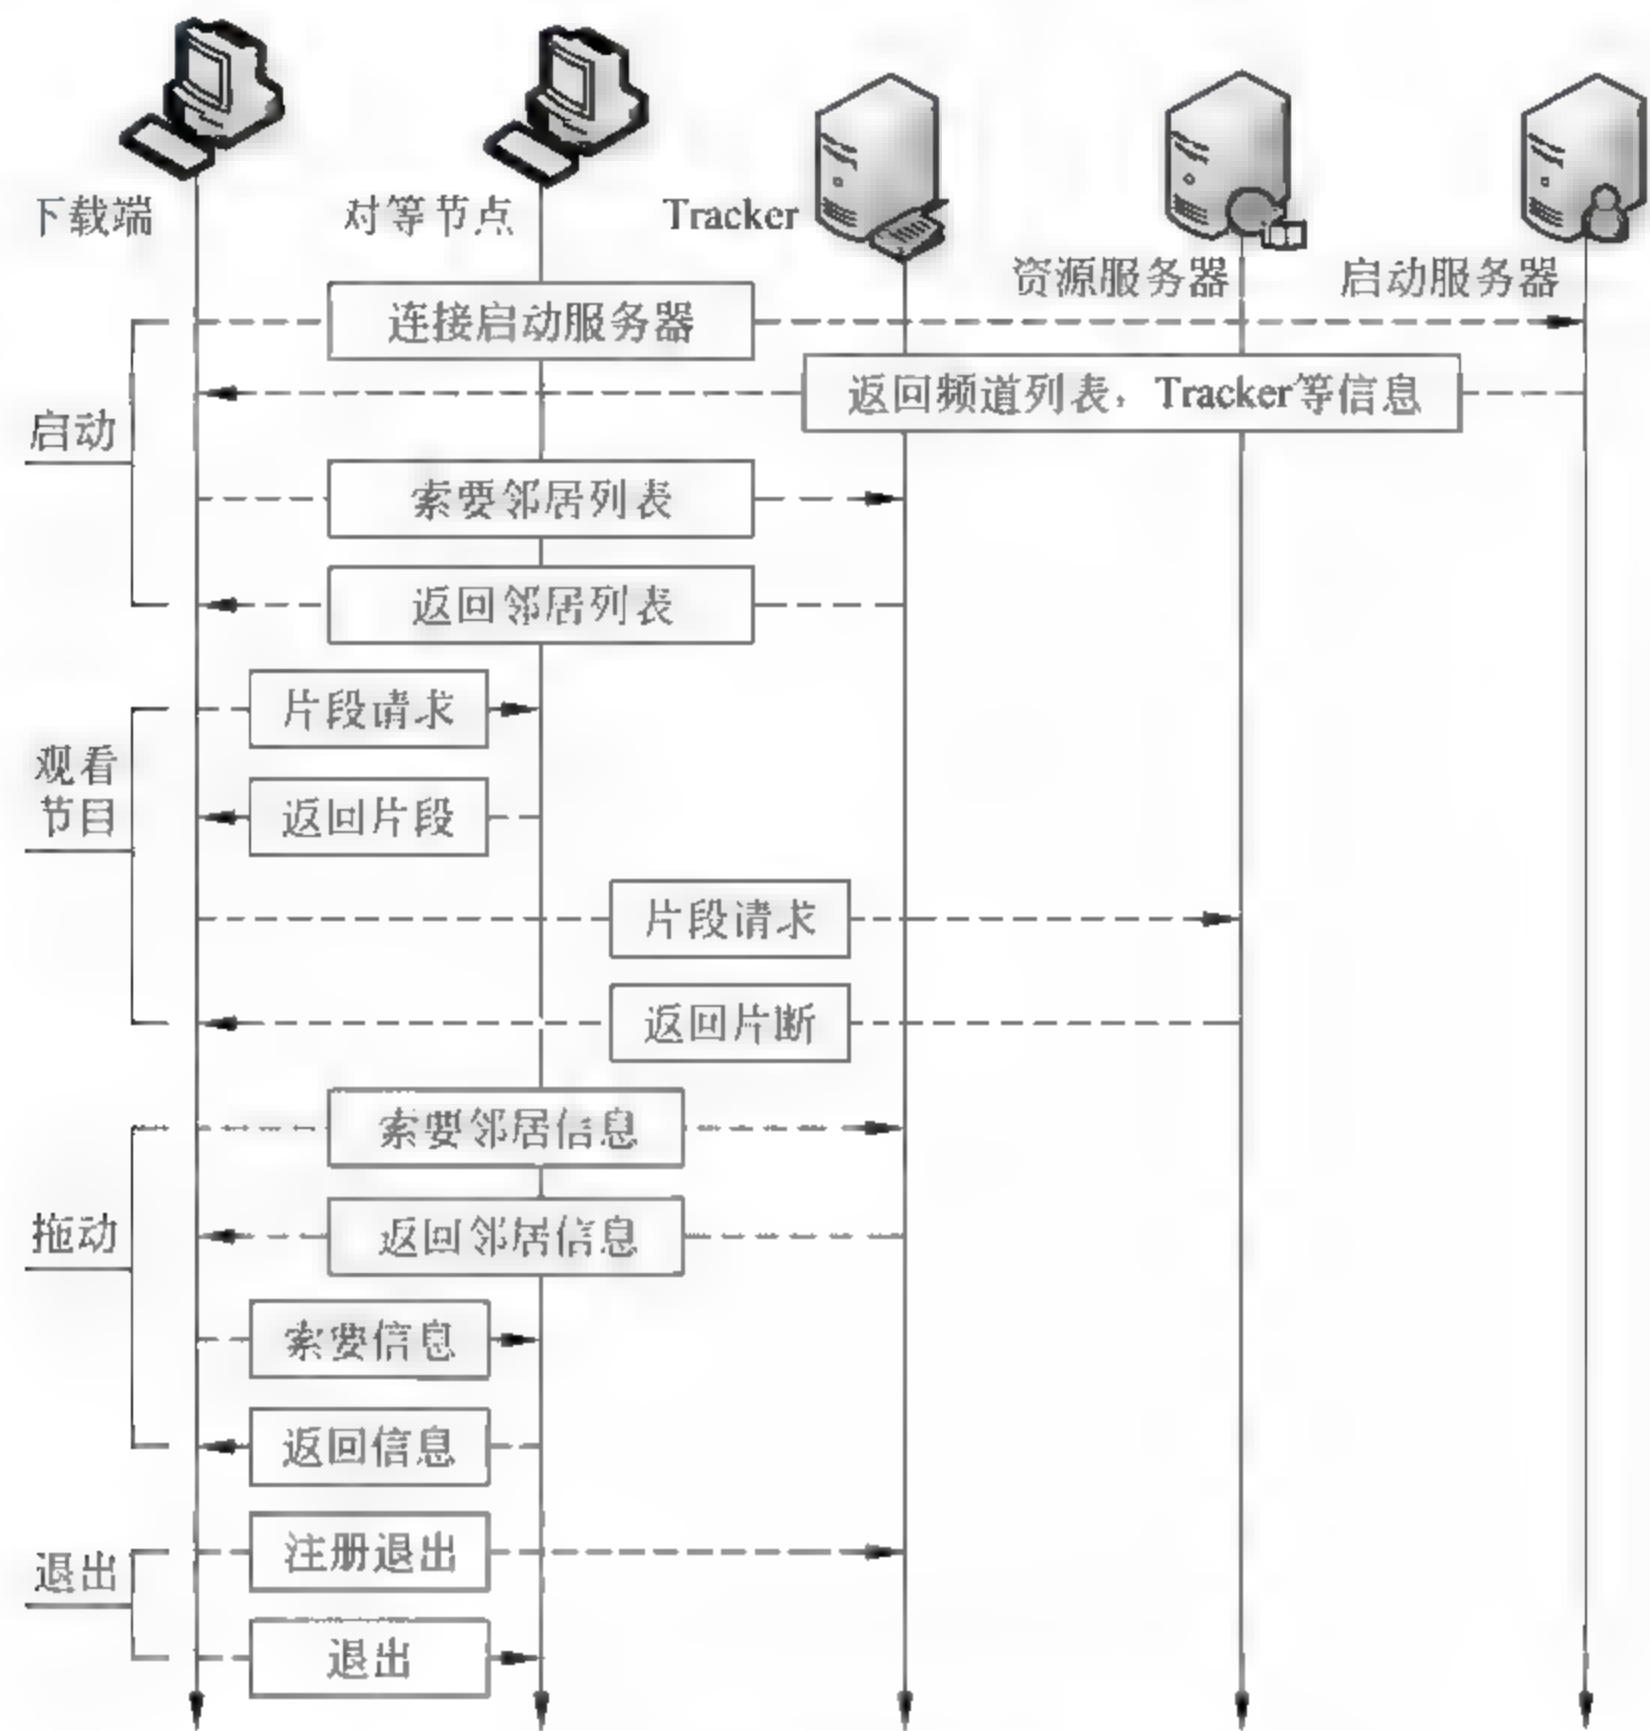 下载端
对等节点
Tracker
资源服务器
启动服务器
连接启动服务器
返回频道列表，Tracker等信息
启动
索要邻居列表
返回邻居列表
片段请求
观看
节目
返回片段
片段请求
返回片断
索要邻居信息
拖动
返回邻居信息
索要信息
返回信息
注册退出
退出
退出